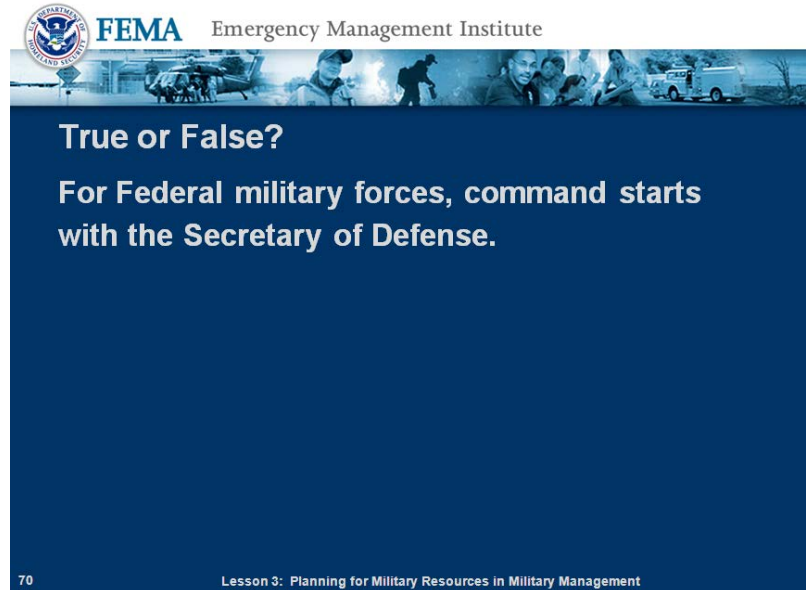 FEMA Emergency Management Institute
True or False?
For Federal military forces, command starts
with the Secretary of Defense.
70 Lesson 3: Planning for Military Resources in Military Management